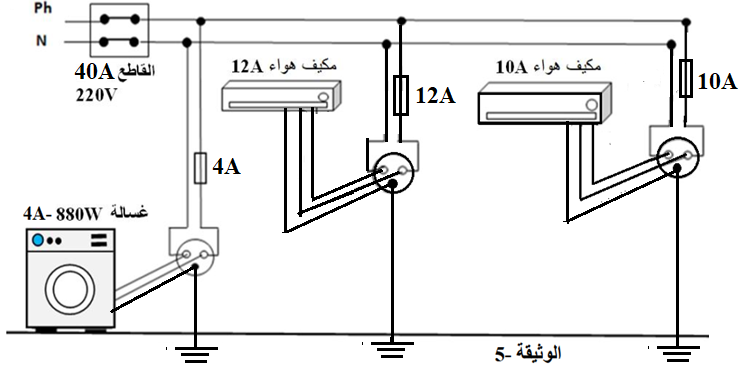 Ph
N
القاطع 40A
220V
مكيف هواء 12A
12A
مكيف هواء 10A
10A
4A
غسالة 4A- 880W
الوثيقة -5